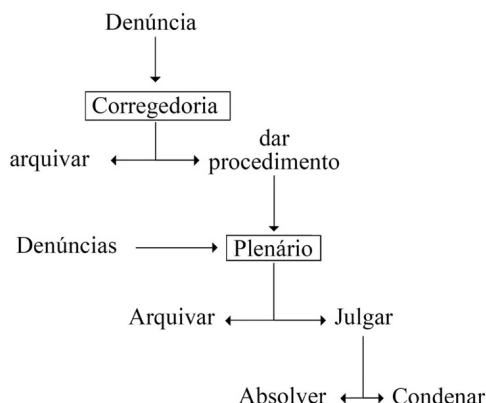 Denúncia
Corregedoria
arquivar
dar
procedimento
Denúncias
Plenário
Arquivar
Julgar
Absolver
Condenar